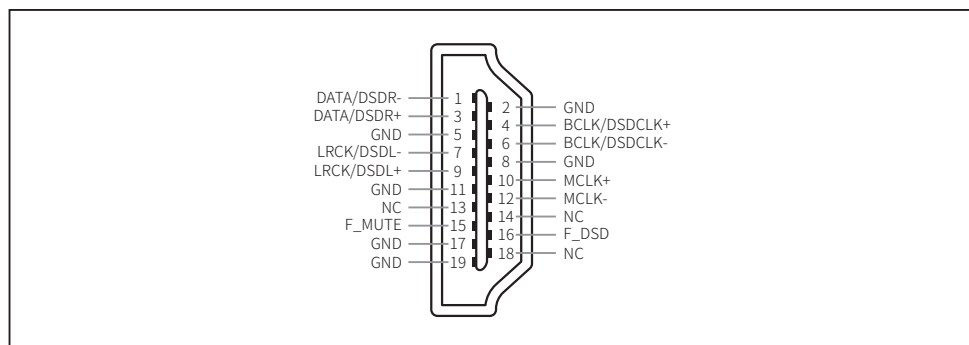 DATA/DSDR- 1
2 GND
DATA/DSDR+ 3
4 BCLK/DSDCLK+
GND 5
6 BCLK/DSDCLK-
LRCK/DSDL- 7
8 GND
LRCK/DSDL+ 9
10 MCLK+
GND 11
12 MCLK-
NC 13
14 NC
F_MUTE 15
16 F_DSD
GND 17
18 NC
GND 19